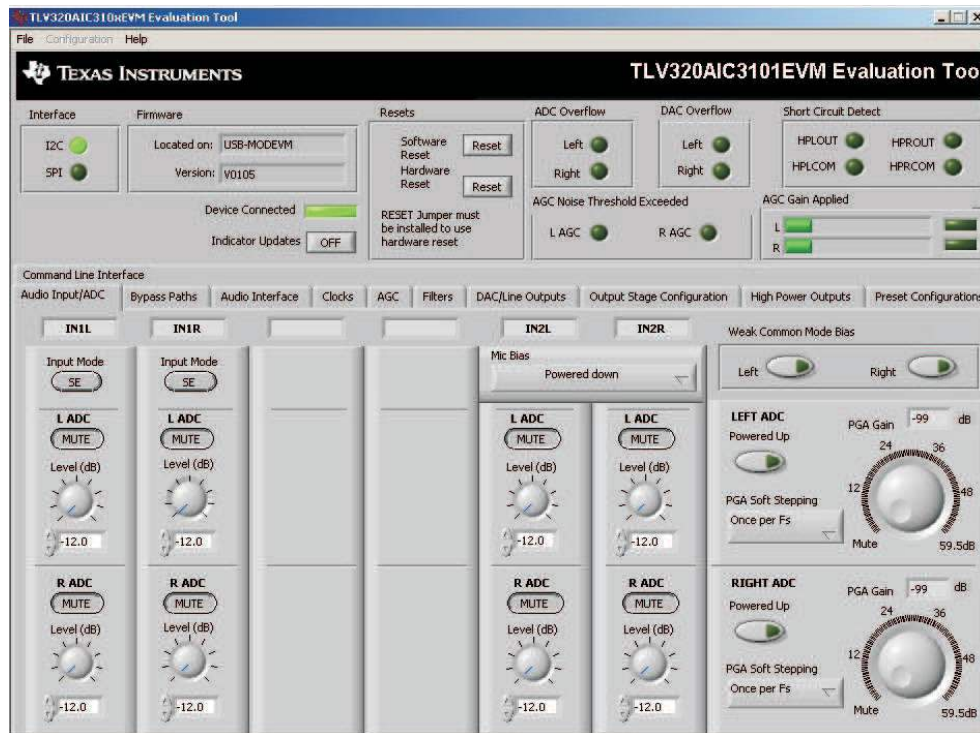 TLV320AIC310xEVM Evaluation Tool
File Configuration Help
TEXAS INSTRUMENTS
TLV320AIC3101EVM Evaluation Too
Interface
I2C
SPI
Firmware
Located on: USB-MODEVM
Version: V0105
Device Connected
Indicator Updates OFF
Resets
Software Reset Reset
Hardware Reset Reset
RESET Jumper must
be installed to use
hardware reset
ADC Overflow
Left
Right
DAC Overflow
Left
Right
Short Circuit Detect
HPLOUT HPROUT
HPLCOM HPRCOM
AGC Noise Threshold Exceeded
L AGC R AGC
AGC Gain Applied
L
R
Command Line Interface
Audio Input/ADC Bypass Paths Audio Interface Clocks AGC Filters DAC/Line Outputs Output Stage Configuration High Power Outputs Preset Configurations
IN1L IN1R IN2L IN2R
Input Mode Input Mode
SE SE
Mic Bias
Powered down
L ADC L ADC L ADC L ADC
MUTE MUTE MUTE MUTE
Level (dB) Level (dB) Level (dB) Level (dB)
-12.0 -12.0 -12.0 -12.0
R ADC R ADC R ADC R ADC
MUTE MUTE MUTE MUTE
Level (dB) Level (dB) Level (dB) Level (dB)
-12.0 -12.0 -12.0 -12.0
Weak Common Mode Bias
Left Right
LEFT ADC
Powered Up
PGA Gain -99 dB
PGA Soft Stepping
Once per Fs
Mute 12 24 36 48 59.5dB
RIGHT ADC
Powered Up
PGA Gain -99 dB
PGA Soft Stepping
Once per Fs
Mute 12 24 36 48 59.5dB